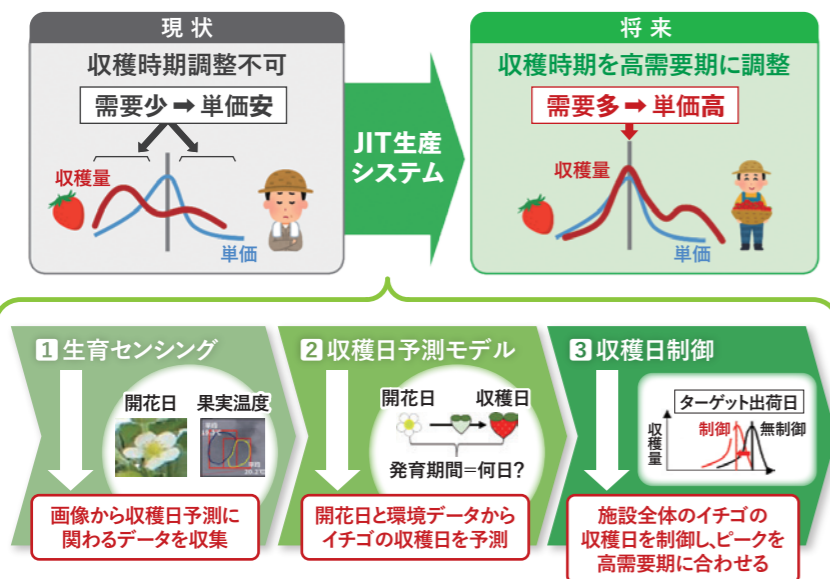 現状
収穫時期調整不可
需要少➡単価安
収穫量
単価
JIT生産
システム
将来
収穫時期を高需要期に調整
需要多➡単価高
収穫量
単価
1 生育センシング
開花日 果実温度
画像から収穫日予測に
関わるデータを収集
2 収穫日予測モデル
開花日 収穫日
発育期間=何日?
開花日と環境データから
イチゴの収穫日を予測
3 収穫日制御
ターゲット出荷日
収穫量
制御 無制御
施設全体のイチゴの
収穫日を制御し、ピークを
高需要期に合わせる